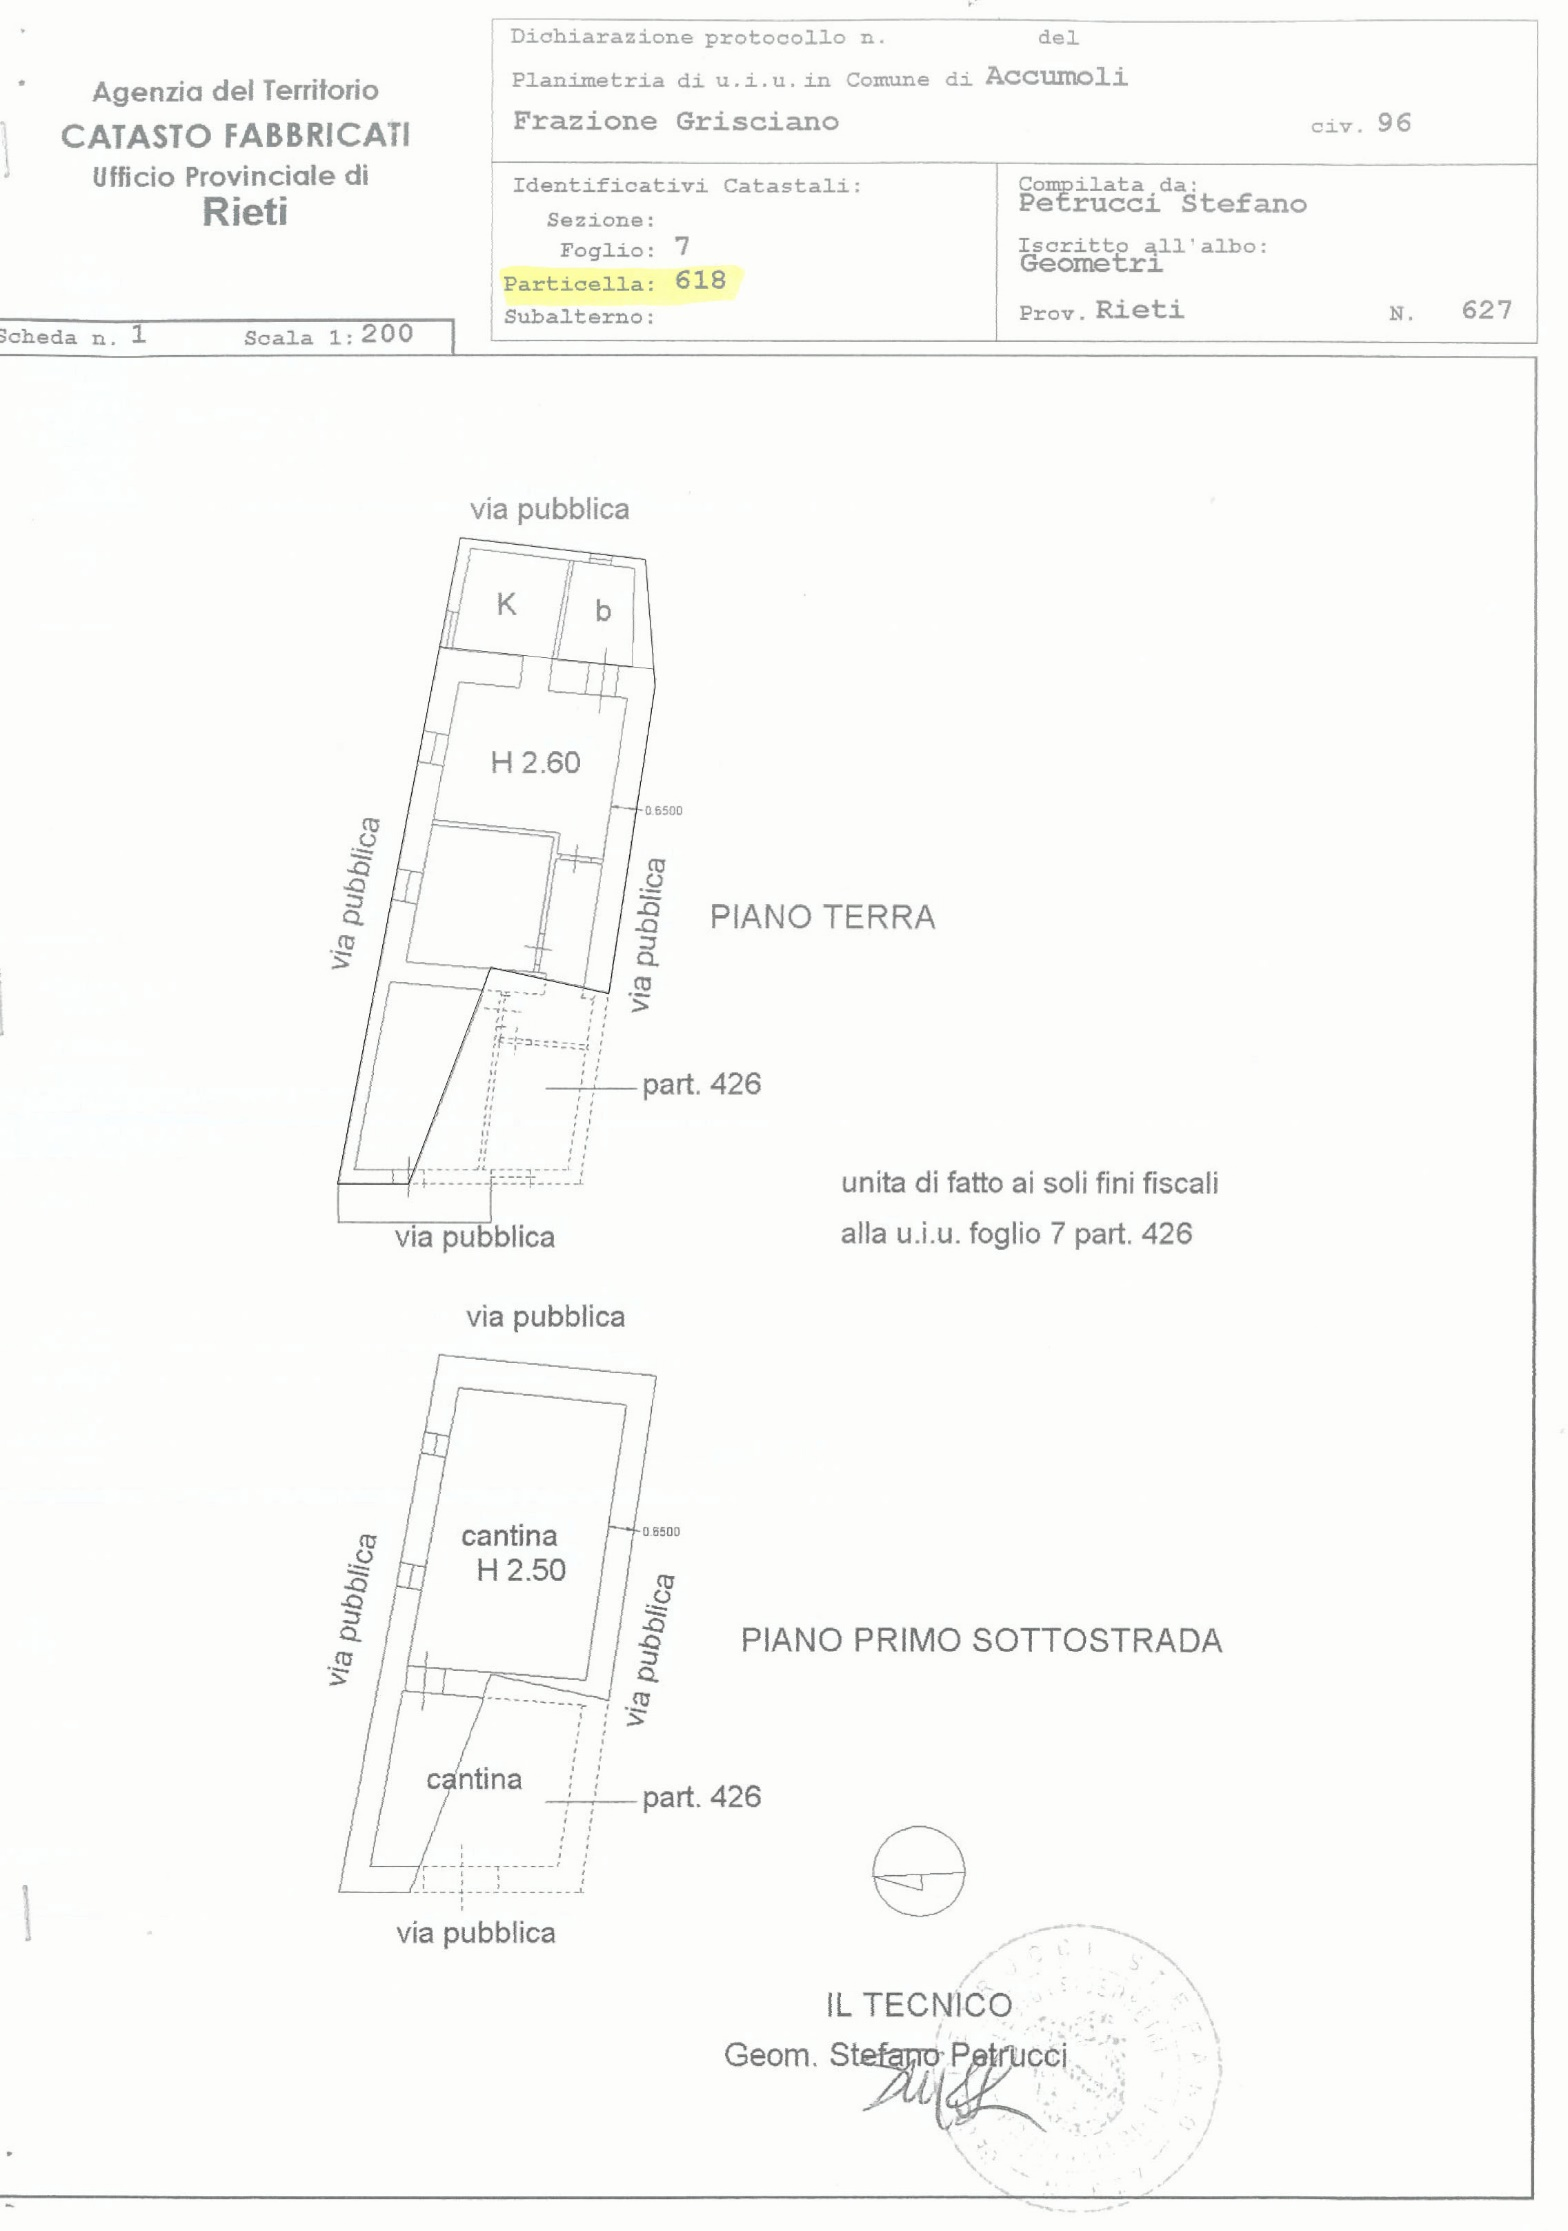 Agenzia del Territorio
CATASTO FABBRICATI
Ufficio Provinciale di
Rieti
Dichiarazione protocollo n. del
Planimetria di u.i.u. in Comune di Accumoli
Frazione Grisciano civ. 96
Identificativi Catastali:
Sezione:
Foglio: 7
Particella: 618
Subalterno:
Compilata da:
Petrucci Stefano
Iscritto all'albo:
Geometri
Prov. Rieti N. 627
Scheda n. 1 Scala 1: 200
via pubblica
K
b
H 2.60
0.6500
via pubblica
via pubblica
PIANO TERRA
part. 426
unita di fatto ai soli fini fiscali
alla u.i.u. foglio 7 part. 426
via pubblica
via pubblica
cantina
H 2.50
0.6500
via pubblica
via pubblica
PIANO PRIMO SOTTOSTRADA
cantina
part. 426
via pubblica
IL TECNICO
Geom. Stefano Petrucci